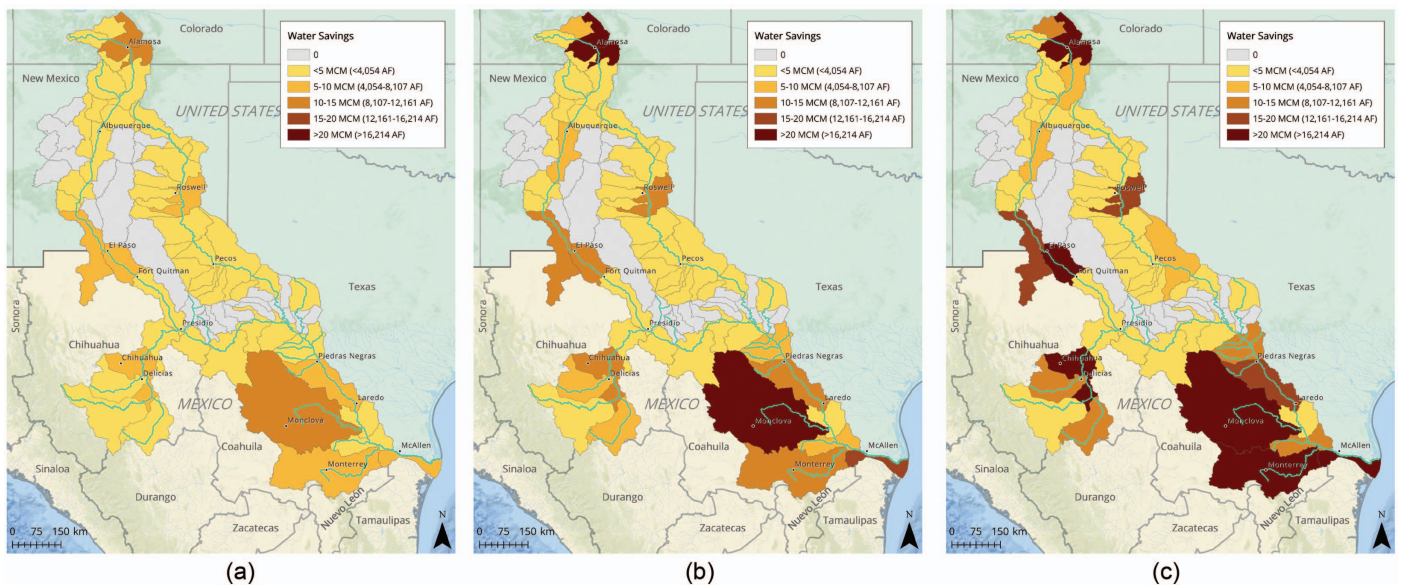 Colorado
Alamosa
New Mexico
UNITED STATES
Albuquerque
Roswell
El Paso
Fort Quitman
Pecos
Texas
Sonora
Presidio
Chihuahua
Chihuahua
Delicias
Piedras Negras
MEXICO
Laredo
Monclova
Coahuila
McAllen
Monterrey
Sinaloa
Durango
Nuevo León
Zacatecas
Tamaulipas
0 75 150 km
N
Water Savings
0
<5 MCM (<4,054 AF)
5-10 MCM (4,054-8,107 AF)
10-15 MCM (8,107-12,161 AF)
15-20 MCM (12,161-16,214 AF)
>20 MCM (>16,214 AF)
(a)
Colorado
Alamosa
New Mexico
UNITED STATES
Albuquerque
Roswell
El Paso
Fort Quitman
Pecos
Texas
Sonora
Presidio
Chihuahua
Chihuahua
Delicias
Piedras Negras
MEXICO
Laredo
Monclova
Coahuila
McAllen
Monterrey
Sinaloa
Durango
Nuevo León
Zacatecas
Tamaulipas
0 75 150 km
N
Water Savings
0
<5 MCM (<4,054 AF)
5-10 MCM (4,054-8,107 AF)
10-15 MCM (8,107-12,161 AF)
15-20 MCM (12,161-16,214 AF)
>20 MCM (>16,214 AF)
(b)
Colorado
Alamosa
New Mexico
UNITED STATES
Albuquerque
Roswell
El Paso
Fort Quitman
Pecos
Texas
Sonora
Presidio
Chihuahua
Chihuahua
Delicias
Piedras Negras
MEXICO
Laredo
Monclova
Coahuila
McAllen
Monterrey
Sinaloa
Durango
Nuevo León
Zacatecas
Tamaulipas
0 75 150 km
N
Water Savings
0
<5 MCM (<4,054 AF)
5-10 MCM (4,054-8,107 AF)
10-15 MCM (8,107-12,161 AF)
15-20 MCM (12,161-16,214 AF)
>20 MCM (>16,214 AF)
(c)